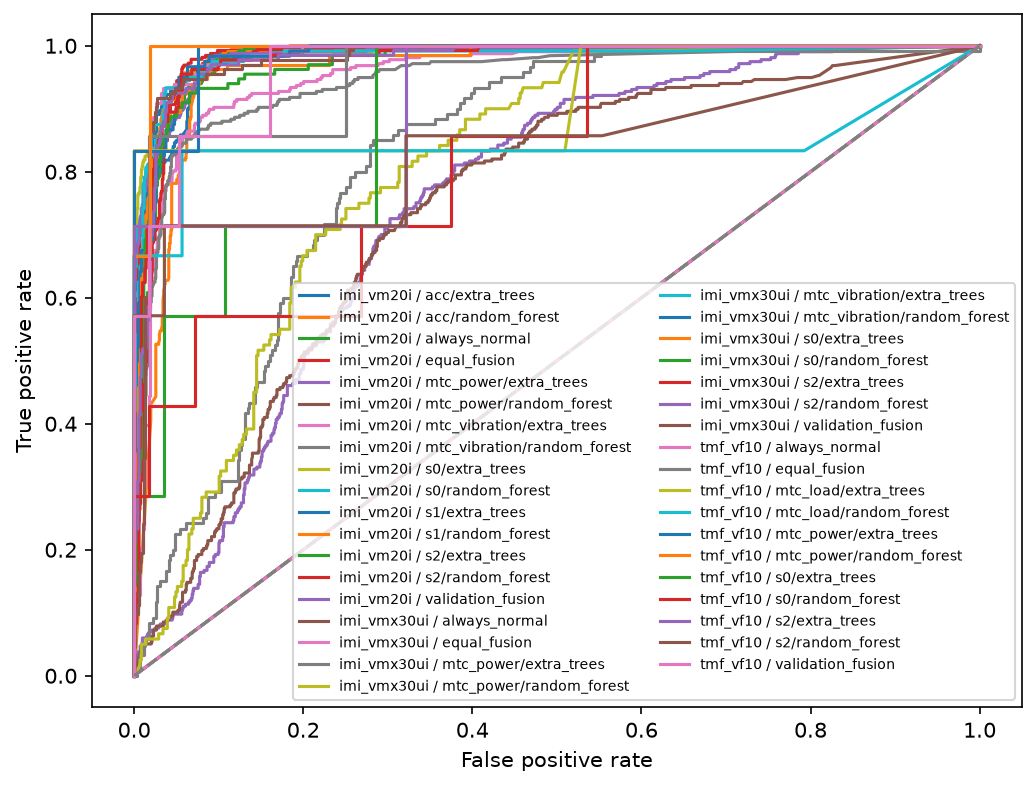 1.0
0.8
0.6
0.4
0.2
0.0
True positive rate
imi_vm20i / acc/extra_trees
imi_vm20i / acc/random_forest
imi_vm20i / always_normal
imi_vm20i / equal_fusion
imi_vm20i / mtc_power/extra_trees
imi_vm20i / mtc_power/random_forest
imi_vm20i / mtc_vibration/extra_trees
imi_vm20i / mtc_vibration/random_forest
imi_vm20i / s0/extra_trees
imi_vm20i / s0/random_forest
imi_vm20i / s1/extra_trees
imi_vm20i / s1/random_forest
imi_vm20i / s2/extra_trees
imi_vm20i / s2/random_forest
imi_vm20i / validation_fusion
imi_vmx30ui / always_normal
imi_vmx30ui / equal_fusion
imi_vmx30ui / mtc_power/extra_trees
imi_vmx30ui / mtc_power/random_forest
imi_vmx30ui / mtc_vibration/extra_trees
imi_vmx30ui / mtc_vibration/random_forest
imi_vmx30ui / s0/extra_trees
imi_vmx30ui / s0/random_forest
imi_vmx30ui / s2/extra_trees
imi_vmx30ui / s2/random_forest
imi_vmx30ui / validation_fusion
tmf_vf10 / always_normal
tmf_vf10 / equal_fusion
tmf_vf10 / mtc_load/extra_trees
tmf_vf10 / mtc_load/random_forest
tmf_vf10 / mtc_power/extra_trees
tmf_vf10 / mtc_power/random_forest
tmf_vf10 / s0/extra_trees
tmf_vf10 / s0/random_forest
tmf_vf10 / s2/extra_trees
tmf_vf10 / s2/random_forest
tmf_vf10 / validation_fusion
0.0 0.2 0.4 0.6 0.8 1.0
False positive rate